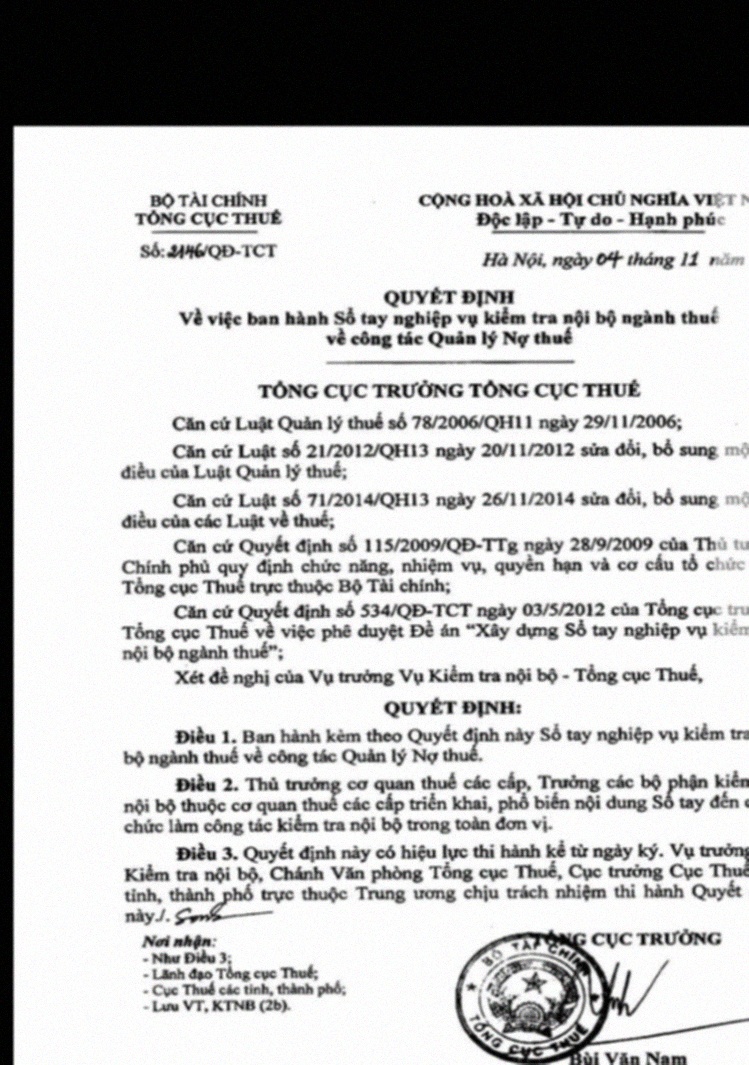 BỘ TÀI CHÍNH
TỔNG CỤC THUẾ
Số: 2146/QĐ-TCT
CỘNG HOÀ XÃ HỘI CHỦ NGHĨA VIỆT N
Độc lập - Tự do - Hạnh phúc
Hà Nội, ngày 04 tháng 11 năm
QUYẾT ĐỊNH
Về việc ban hành Sổ tay nghiệp vụ kiểm tra nội bộ ngành thuế
về công tác Quản lý Nợ thuế
TỔNG CỤC TRƯỞNG TỔNG CỤC THUẾ
Căn cứ Luật Quản lý thuế số 78/2006/QH11 ngày 29/11/2006;
Căn cứ Luật số 21/2012/QH13 ngày 20/11/2012 sửa đổi, bổ sung mộ
điều của Luật Quản lý thuế;
Căn cứ Luật số 71/2014/QH13 ngày 26/11/2014 sửa đổi, bổ sung mộ
điều của các Luật về thuế;
Căn cứ Quyết định số 115/2009/QĐ-TTg ngày 28/9/2009 của Thủ tư
Chính phủ quy định chức năng, nhiệm vụ, quyền hạn và cơ cấu tổ chức
Tổng cục Thuế trực thuộc Bộ Tài chính;
Căn cứ Quyết định số 534/QĐ-TCT ngày 03/5/2012 của Tổng cục trư
Tổng cục Thuế về việc phê duyệt Đề án “Xây dựng Sổ tay nghiệp vụ kiểm
nội bộ ngành thuế”;
Xét đề nghị của Vụ trưởng Vụ Kiểm tra nội bộ - Tổng cục Thuế,
QUYẾT ĐỊNH:
Điều 1. Ban hành kèm theo Quyết định này Sổ tay nghiệp vụ kiểm tra
bộ ngành thuế về công tác Quản lý Nợ thuế.
Điều 2. Thủ trưởng cơ quan thuế các cấp, Trưởng các bộ phận kiểm
nội bộ thuộc cơ quan thuế các cấp triển khai, phổ biến nội dung Sổ tay đến c
chức làm công tác kiểm tra nội bộ trong toàn đơn vị.
Điều 3. Quyết định này có hiệu lực thi hành kể từ ngày ký. Vụ trưởng
Kiểm tra nội bộ, Chánh Văn phòng Tổng cục Thuế, Cục trưởng Cục Thuế
tỉnh, thành phố trực thuộc Trung ương chịu trách nhiệm thi hành Quyết
này./.
Nơi nhận:
- Như Điều 3;
- Lãnh đạo Tổng cục Thuế;
- Cục Thuế các tỉnh, thành phố;
- Lưu VT, KTNB (2b).
TỔNG CỤC TRƯỞNG
BỘ TÀI CHÍNH
TỔNG CỤC THUẾ
Bùi Văn Nam